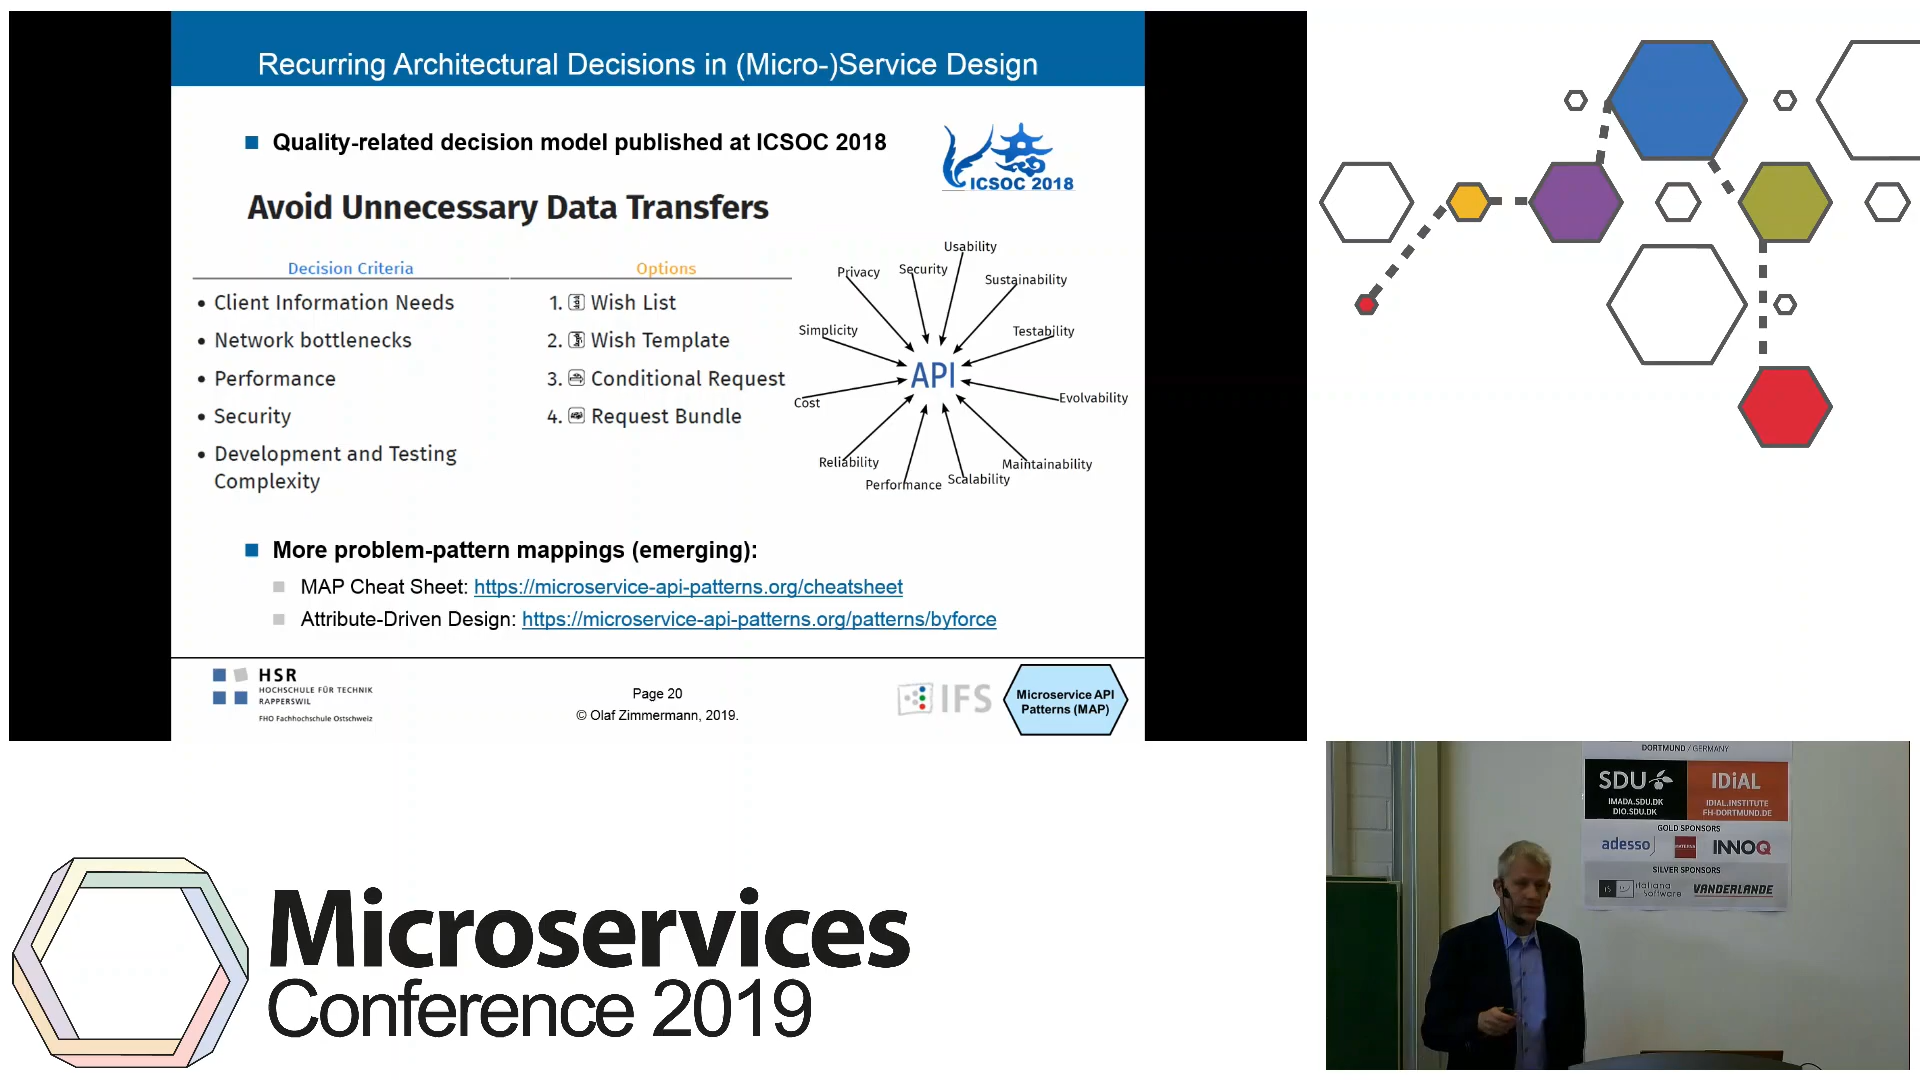 Recurring Architectural Decisions in (Micro-)Service Design
Quality-related decision model published at ICSOC 2018
ICSOC 2018
Avoid Unnecessary Data Transfers
Decision Criteria
• Client Information Needs
• Network bottlenecks
• Performance
• Security
• Development and Testing
Complexity
Options
1. Wish List
2. Wish Template
3. Conditional Request
4. Request Bundle
Usability
Privacy
Security
Sustainability
Simplicity
Testability
API
Cost
Evolvability
Reliability
Maintainability
Performance
Scalability
More problem-pattern mappings (emerging):
MAP Cheat Sheet: https://microservice-api-patterns.org/cheatsheet
Attribute-Driven Design: https://microservice-api-patterns.org/patterns/byforce
HSR
HOCHSCHULE FÜR TECHNIK
RAPPERSWIL
FHO Fachhochschule Ostschweiz
Page 20
© Olaf Zimmermann, 2019.
IFS
Microservice API
Patterns (MAP)
Microservices
Conference 2019
DORTMUND / GERMANY
SDU
IMADA.SDU.DK
DIO.SDU.DK
IDiAL
IDIAL.INSTITUTE
FH-DORTMUND.DE
GOLD SPONSORS
adesso
INNOQ
SILVER SPONSORS
italiana
Software
VANDERLANDE